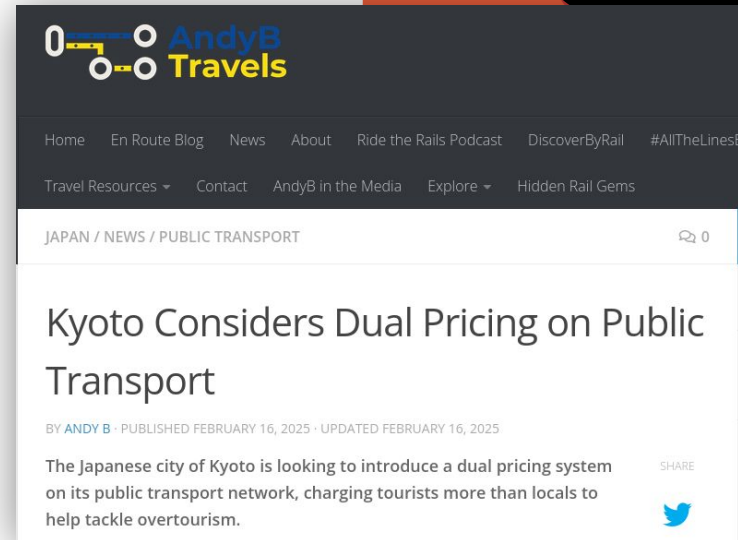 AndyB
Travels
Home En Route Blog News About Ride the Rails Podcast DiscoverByRail #AllTheLines
Travel Resources Contact AndyB in the Media Explore Hidden Rail Gems
JAPAN / NEWS / PUBLIC TRANSPORT 0
Kyoto Considers Dual Pricing on Public
Transport
BY ANDY B · PUBLISHED FEBRUARY 16, 2025 · UPDATED FEBRUARY 16, 2025
The Japanese city of Kyoto is looking to introduce a dual pricing system SHARE
on its public transport network, charging tourists more than locals to
help tackle overtourism.